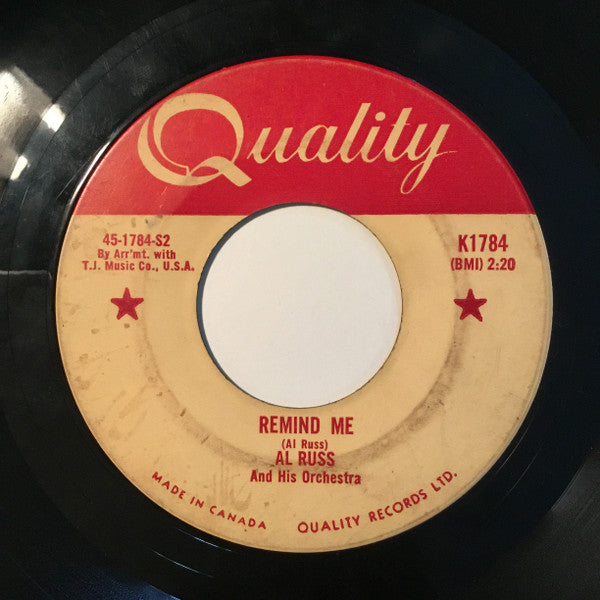 Quality
45-1784-S2
By Arr'mt. with
T.J. Music Co., U.S.A.
K1784
(BMI) 2:20
REMIND ME
(Al Russ)
AL RUSS
And His Orchestra
MADE IN CANADA QUALITY RECORDS LTD.